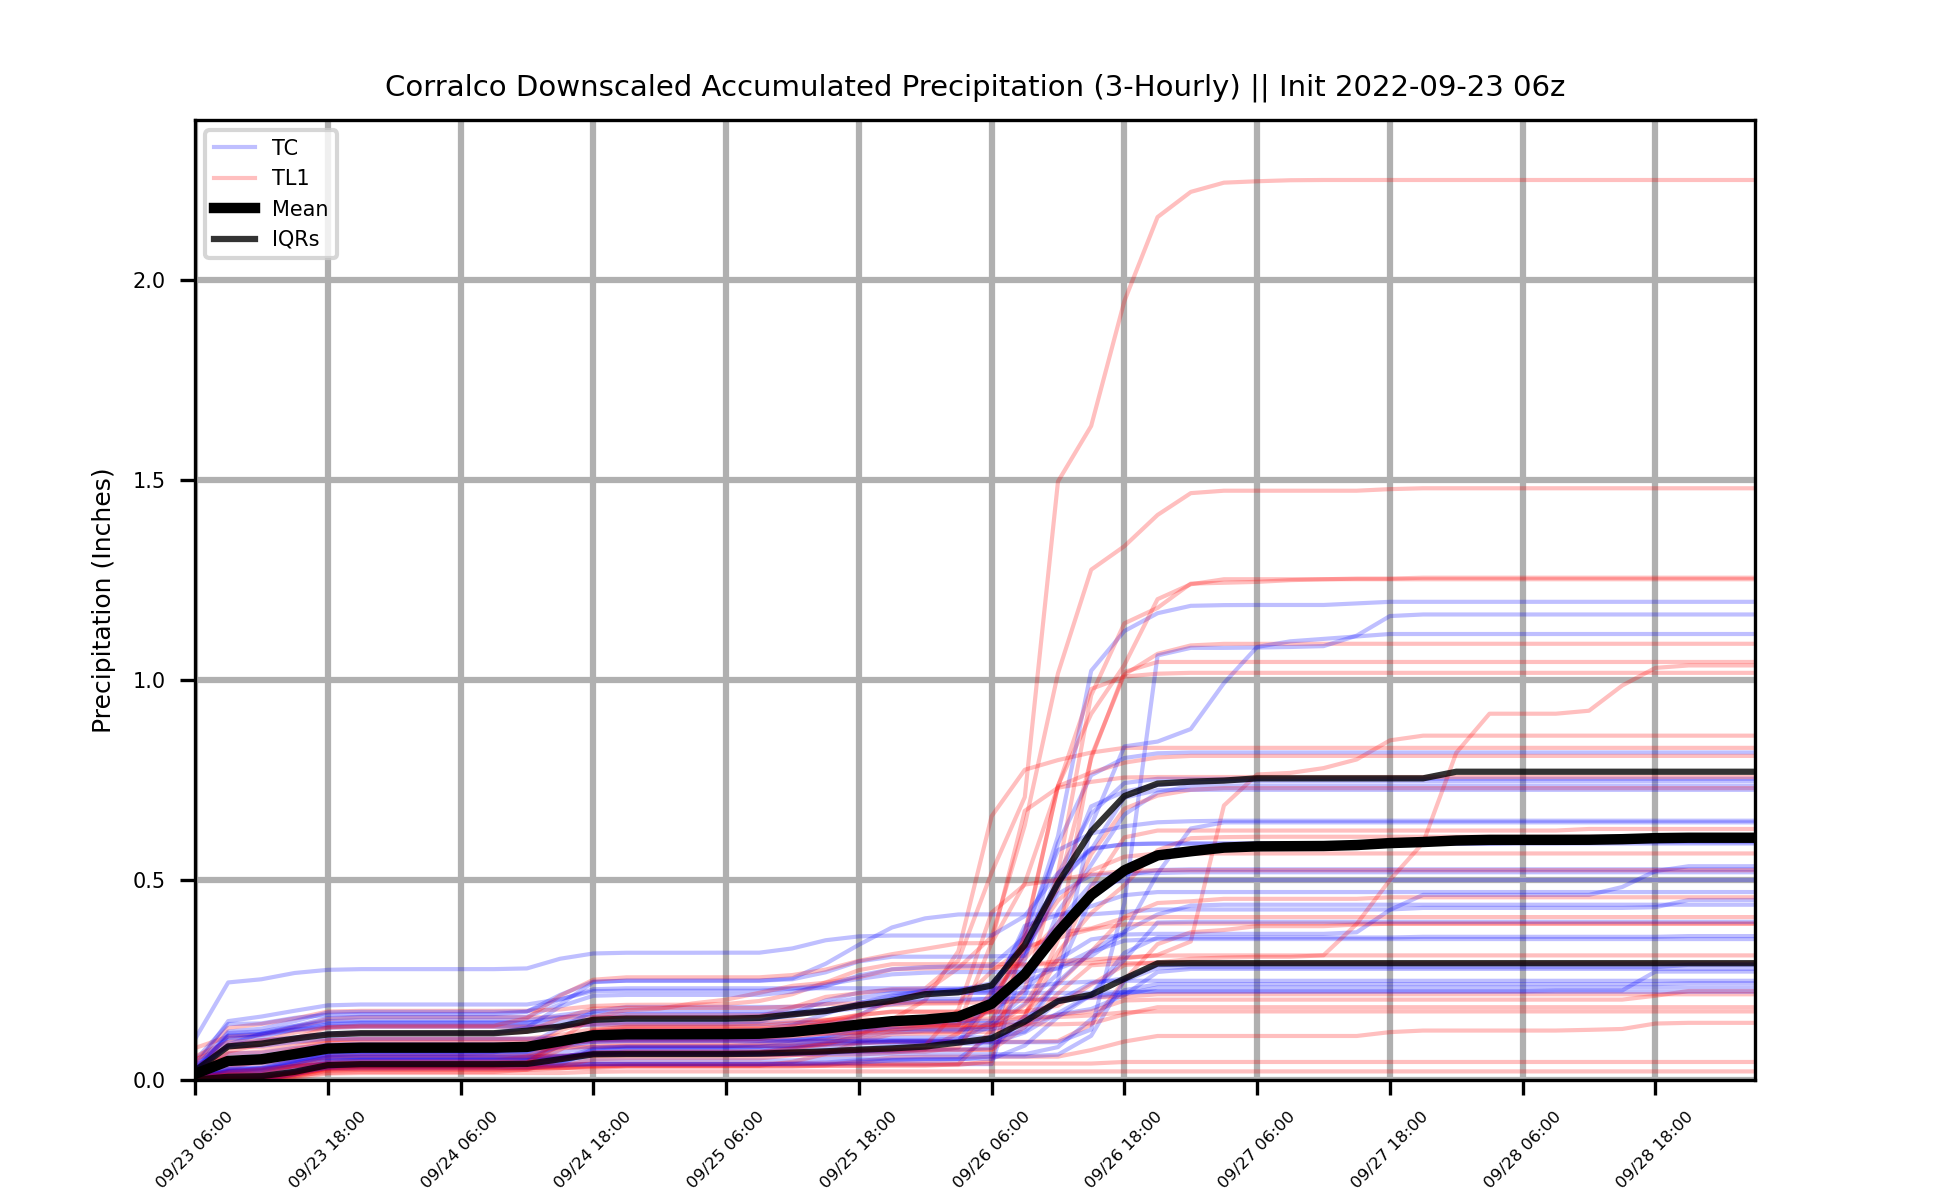 Corralco Downscaled Accumulated Precipitation (3-Hourly) || Init 2022-09-23 06z
TC
TL1
Mean
IQRs
Precipitation (Inches)
2.0
1.5
1.0
0.5
0.0
09/23 06:00
09/23 18:00
09/24 06:00
09/24 18:00
09/25 06:00
09/25 18:00
09/26 06:00
09/26 18:00
09/27 06:00
09/27 18:00
09/28 06:00
09/28 18:00